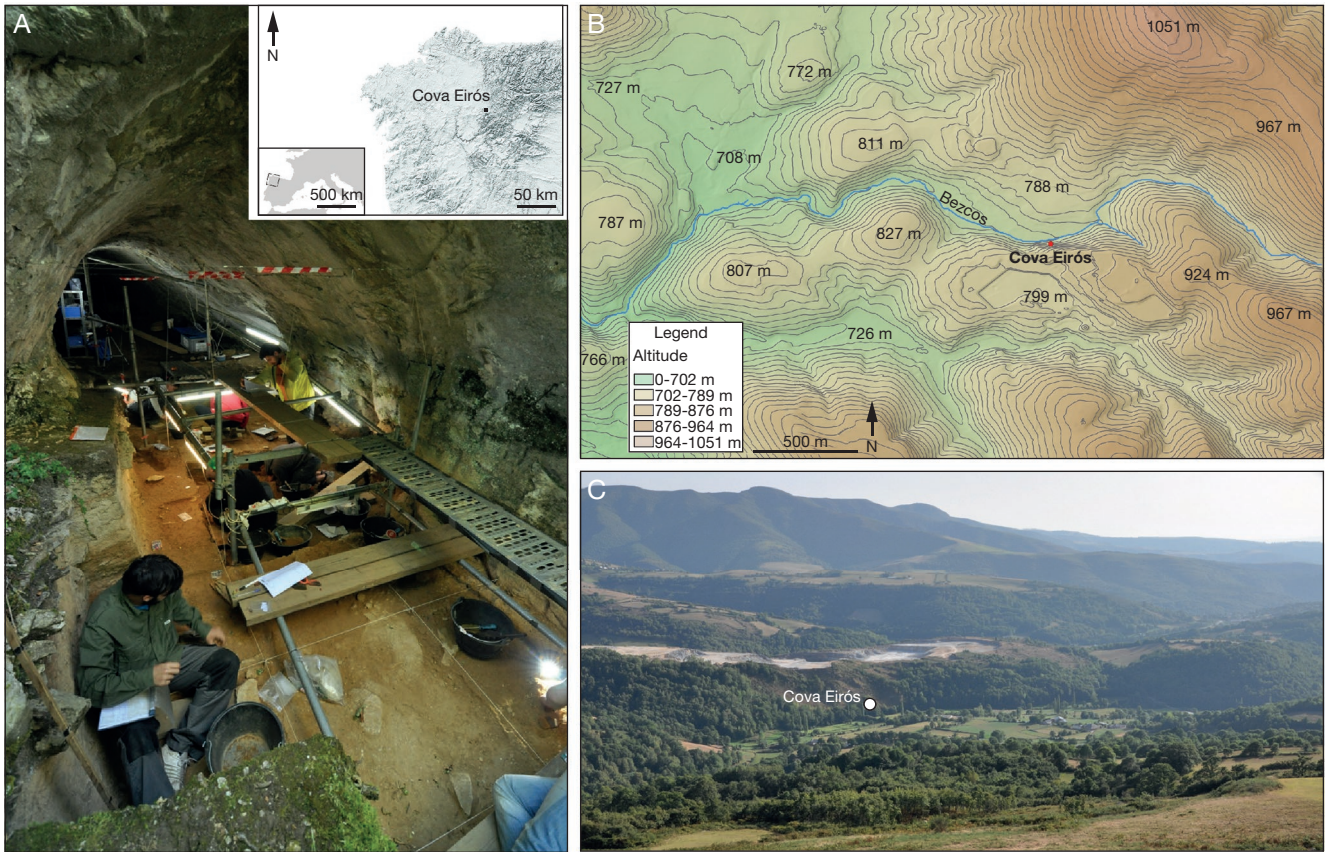 A
N
Cova Eirós
500 km
50 km
B
1051 m
772 m
727 m
967 m
811 m
708 m
788 m
Bezcos
787 m
827 m
Cova Eirós
807 m
924 m
799 m
967 m
726 m
766 m
Legend
Altitude
0-702 m
702-789 m
789-876 m
876-964 m
964-1051 m
500 m
N
C
Cova Eirós